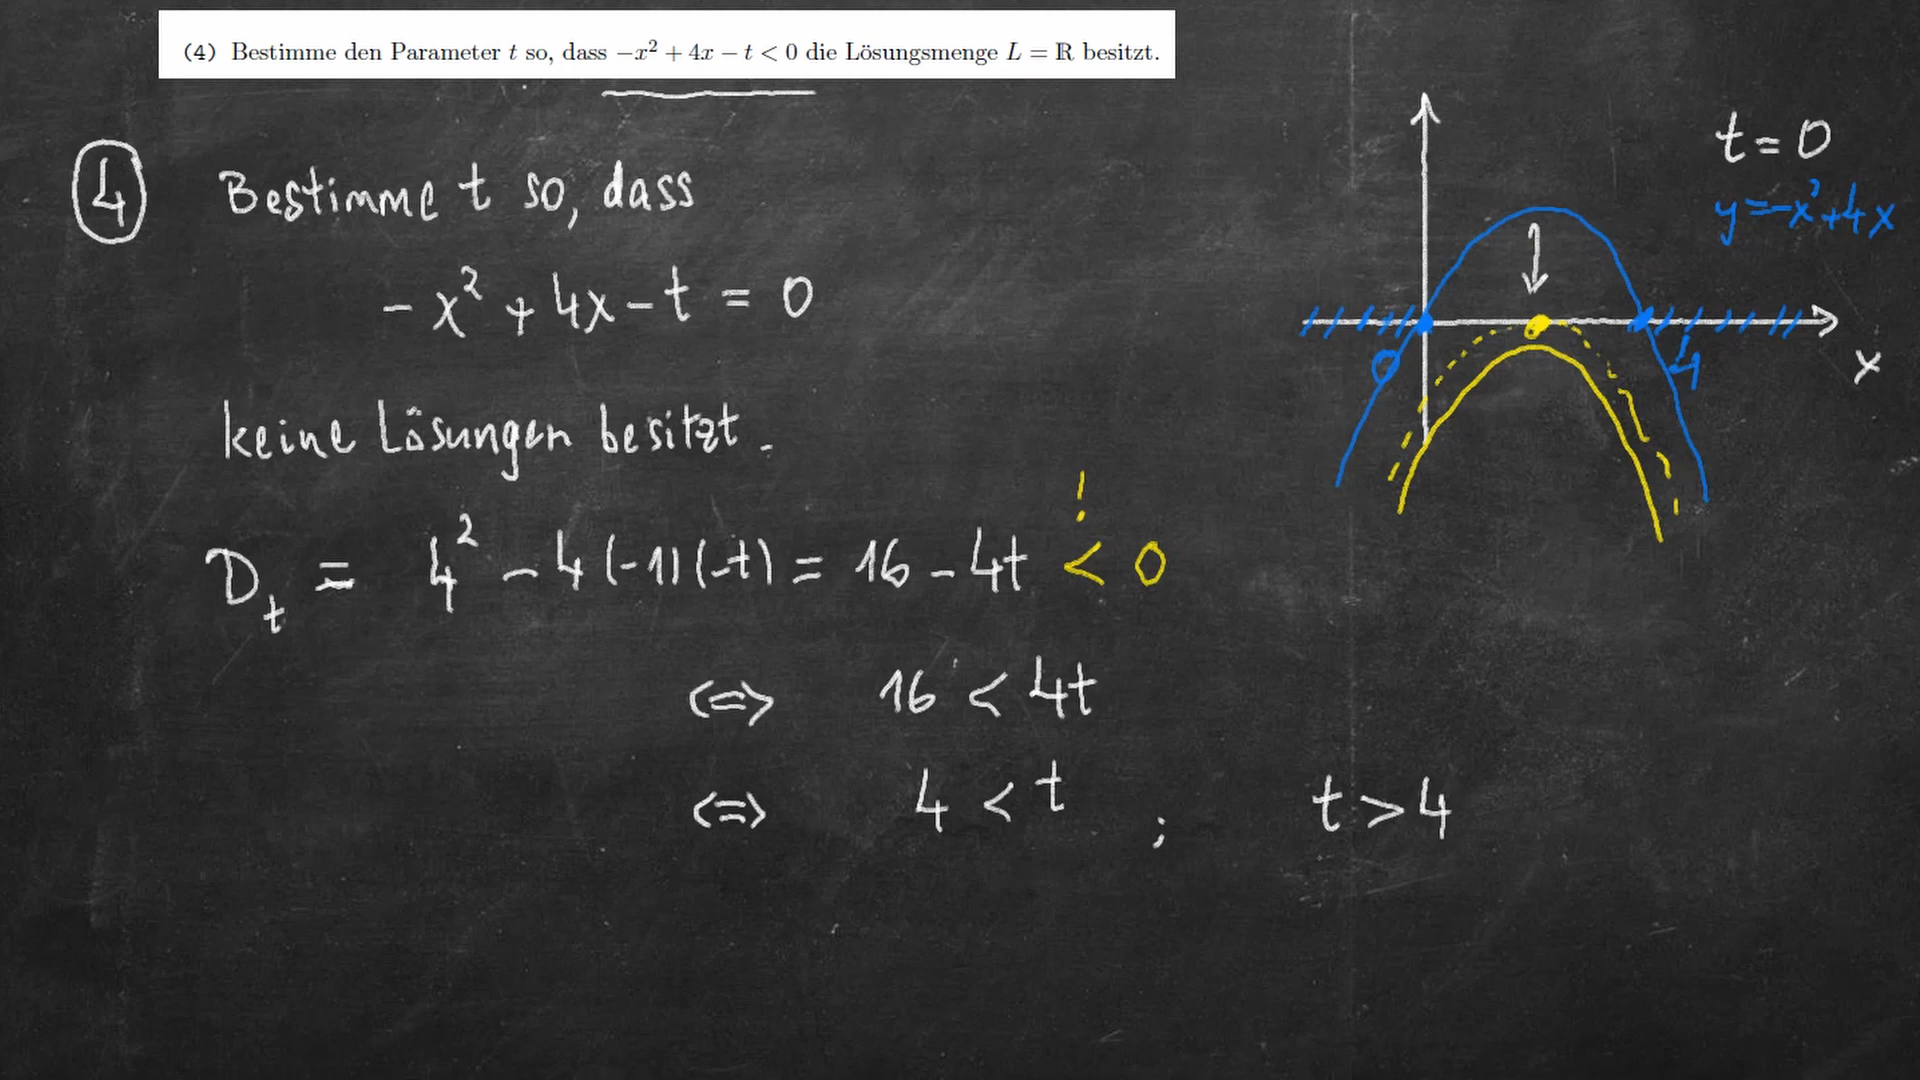 (4) Bestimme den Parameter t so, dass −x² + 4x − t < 0 die Lösungsmenge L = ℝ besitzt.
4 Bestimme t so, dass
− x² + 4x − t = 0
keine Lösungen besitzt.
D_t = 4² − 4(−1)(−t) = 16 − 4t < 0
!
<=> 16 < 4t
<=> 4 < t ; t > 4
t = 0
y = −x² + 4x
0 4
x